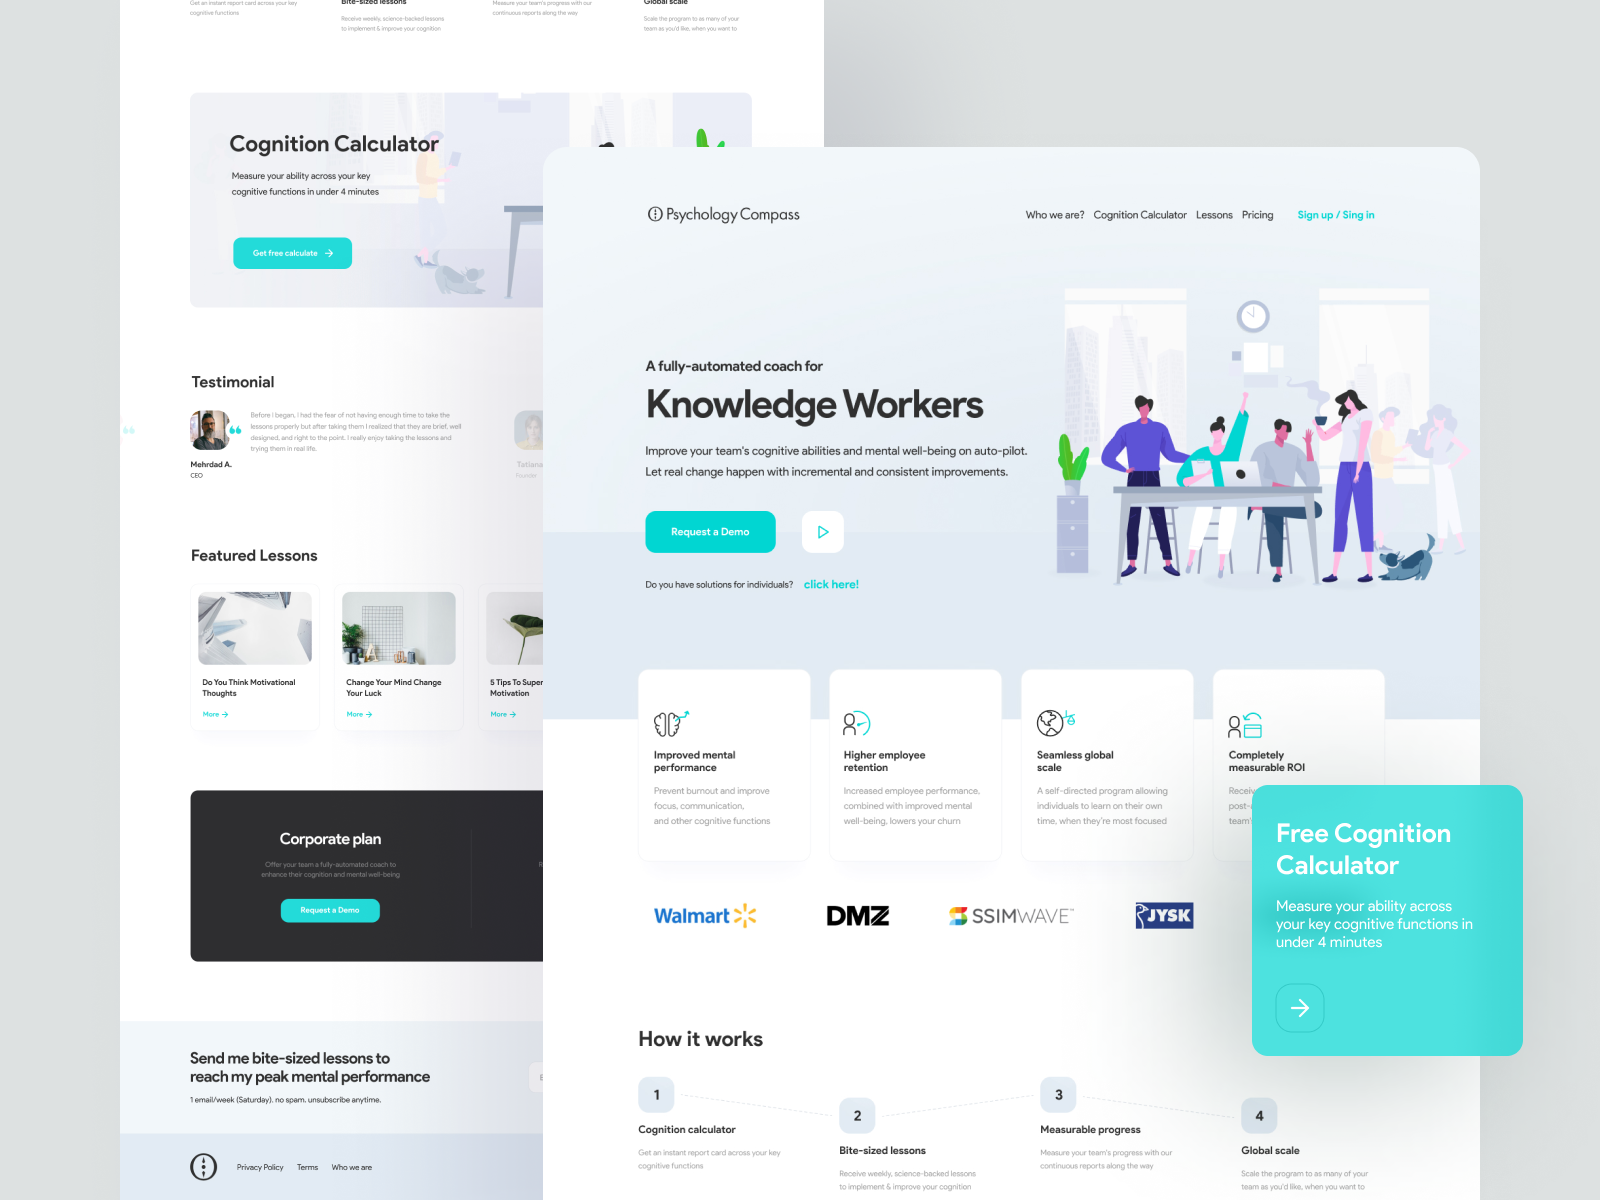 Get an instant report card across your key
cognitive functions
Bite-sized lessons
Receive weekly, science-backed lessons
to implement & improve your cognition
Measure your team's progress with our
continuous reports along the way
Global scale
Scale the program to as many of your
team as you'd like, when you want to
Cognition Calculator
Measure your ability across your key
cognitive functions in under 4 minutes
Get free calculate
Testimonial
Before I began, I had the fear of not having enough time to take the
lessons properly but after taking them I realized that they are brief, well
designed, and right to the point. I really enjoy taking the lessons and
trying them in real life.
Mehrdad A.
CEO
Tatiana
Founder
Featured Lessons
Do You Think Motivational
Thoughts
More
Change Your Mind Change
Your Luck
More
5 Tips To Super
Motivation
More
Corporate plan
Offer your team a fully-automated coach to
enhance their cognition and mental well-being
Request a Demo
Send me bite-sized lessons to
reach my peak mental performance
1 email/week (Saturday). no spam. unsubscribe anytime.
Privacy Policy Terms Who we are
Psychology Compass
Who we are? Cognition Calculator Lessons Pricing Sign up / Sing in
A fully-automated coach for
Knowledge Workers
Improve your team's cognitive abilities and mental well-being on auto-pilot.
Let real change happen with incremental and consistent improvements.
Request a Demo
Do you have solutions for individuals? click here!
Improved mental
performance
Prevent burnout and improve
focus, communication,
and other cognitive functions
Higher employee
retention
Increased employee performance,
combined with improved mental
well-being, lowers your churn
Seamless global
scale
A self-directed program allowing
individuals to learn on their own
time, when they're most focused
Completely
measurable ROI
Receiv
post-
team'
Walmart
DMZ
SSIMWAVE™
JYSK
Free Cognition
Calculator
Measure your ability across
your key cognitive functions in
under 4 minutes
How it works
1
Cognition calculator
Get an instant report card across your key
cognitive functions
2
Bite-sized lessons
Receive weekly, science-backed lessons
to implement & improve your cognition
3
Measurable progress
Measure your team's progress with our
continuous reports along the way
4
Global scale
Scale the program to as many of your
team as you'd like, when you want to